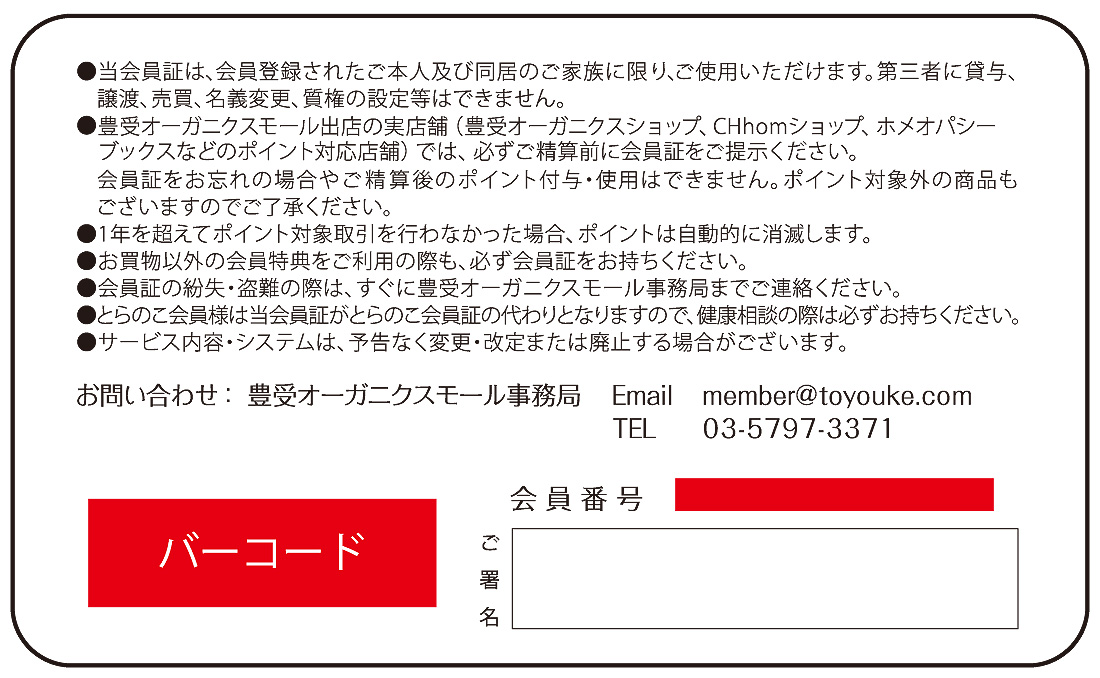 ●当会員証は、会員登録されたご本人及び同居のご家族に限り、ご使用いただけます。第三者に貸与、
譲渡、売買、名義変更、質権の設定等はできません。
●豊受オーガニクスモール出店の実店舗（豊受オーガニクスショップ、CHhomショップ、ホメオパシー
ブックスなどのポイント対応店舗）では、必ずご精算前に会員証をご提示ください。
会員証をお忘れの場合やご精算後のポイント付与・使用はできません。ポイント対象外の商品も
ございますのでご了承ください。
●1年を超えてポイント対象取引を行わなかった場合、ポイントは自動的に消滅します。
●お買物以外の会員特典をご利用の際も、必ず会員証をお持ちください。
●会員証の紛失・盗難の際は、すぐに豊受オーガニクスモール事務局までご連絡ください。
●とらのこ会員様は当会員証がとらのこ会員証の代わりとなりますので、健康相談の際は必ずお持ちください。
●サービス内容・システムは、予告なく変更・改定または廃止する場合がございます。
お問い合わせ： 豊受オーガニクスモール事務局 Email member@toyouke.com
TEL 03-5797-3371
会員番号
バーコード
ご署名